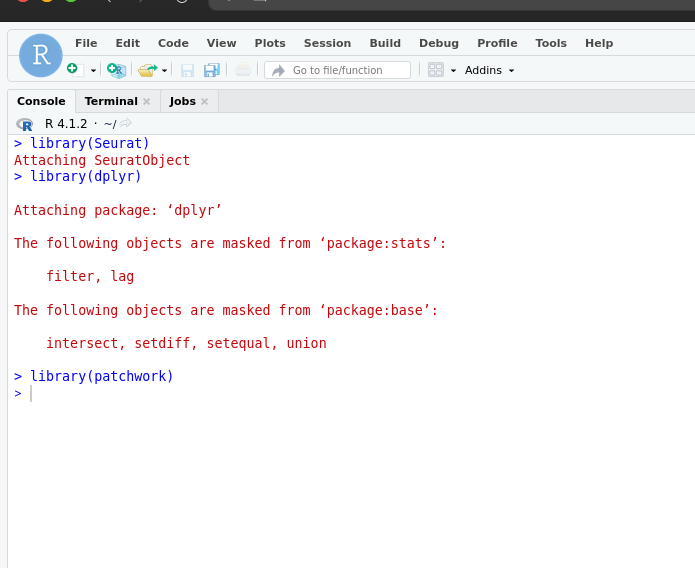 R
File Edit Code View Plots Session Build Debug Profile Tools Help
Go to file/function Addins
Console Terminal Jobs
R R 4.1.2 · ~/
> library(Seurat)
Attaching SeuratObject
> library(dplyr)
Attaching package: ‘dplyr’
The following objects are masked from ‘package:stats’:
filter, lag
The following objects are masked from ‘package:base’:
intersect, setdiff, setequal, union
> library(patchwork)
>